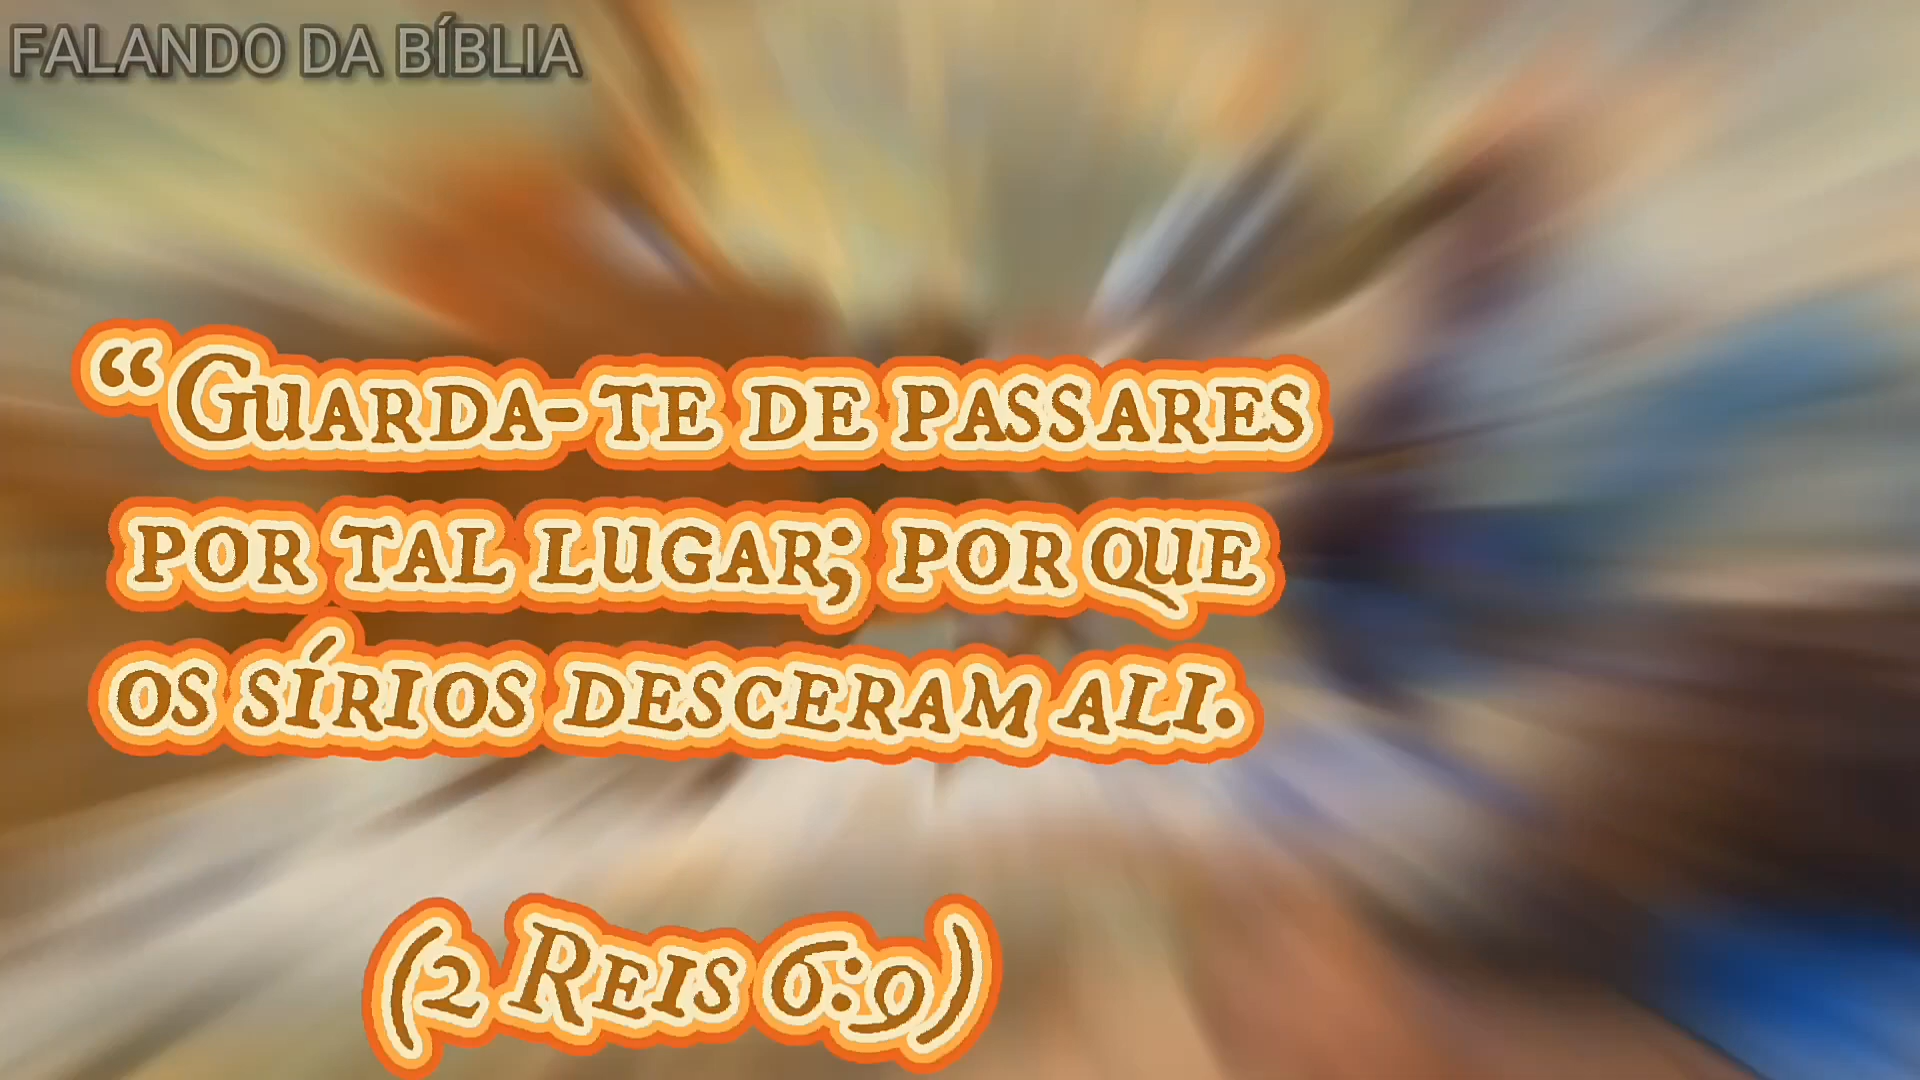 FALANDO DA BÍBLIA
“Guarda-te de passares
por tal lugar; porque
os sírios desceram ali.
(2 Reis 6:9)